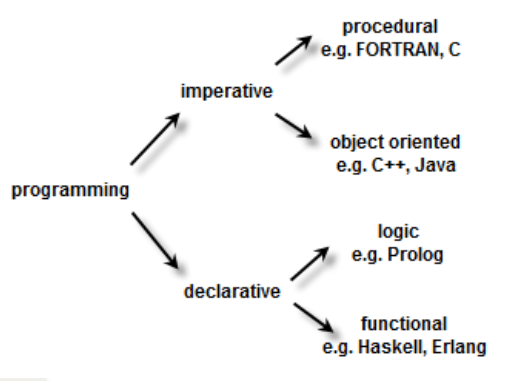 procedural
e.g. FORTRAN, C
imperative
object oriented
e.g. C++, Java
programming
logic
e.g. Prolog
declarative
functional
e.g. Haskell, Erlang